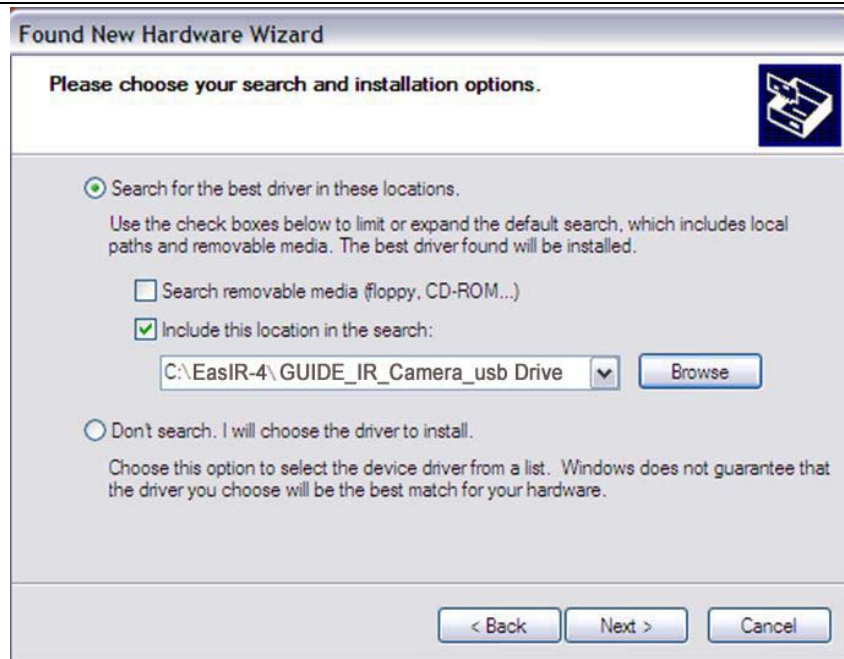 Found New Hardware Wizard
Please choose your search and installation options.
Search for the best driver in these locations.
Use the check boxes below to limit or expand the default search, which includes local
paths and removable media. The best driver found will be installed.
Search removable media (floppy, CD-ROM...)
Include this location in the search:
C:\EasIR-4\ GUIDE_IR_Camera_usb Drive
Browse
Don't search. I will choose the driver to install.
Choose this option to select the device driver from a list. Windows does not guarantee that
the driver you choose will be the best match for your hardware.
< Back Next > Cancel